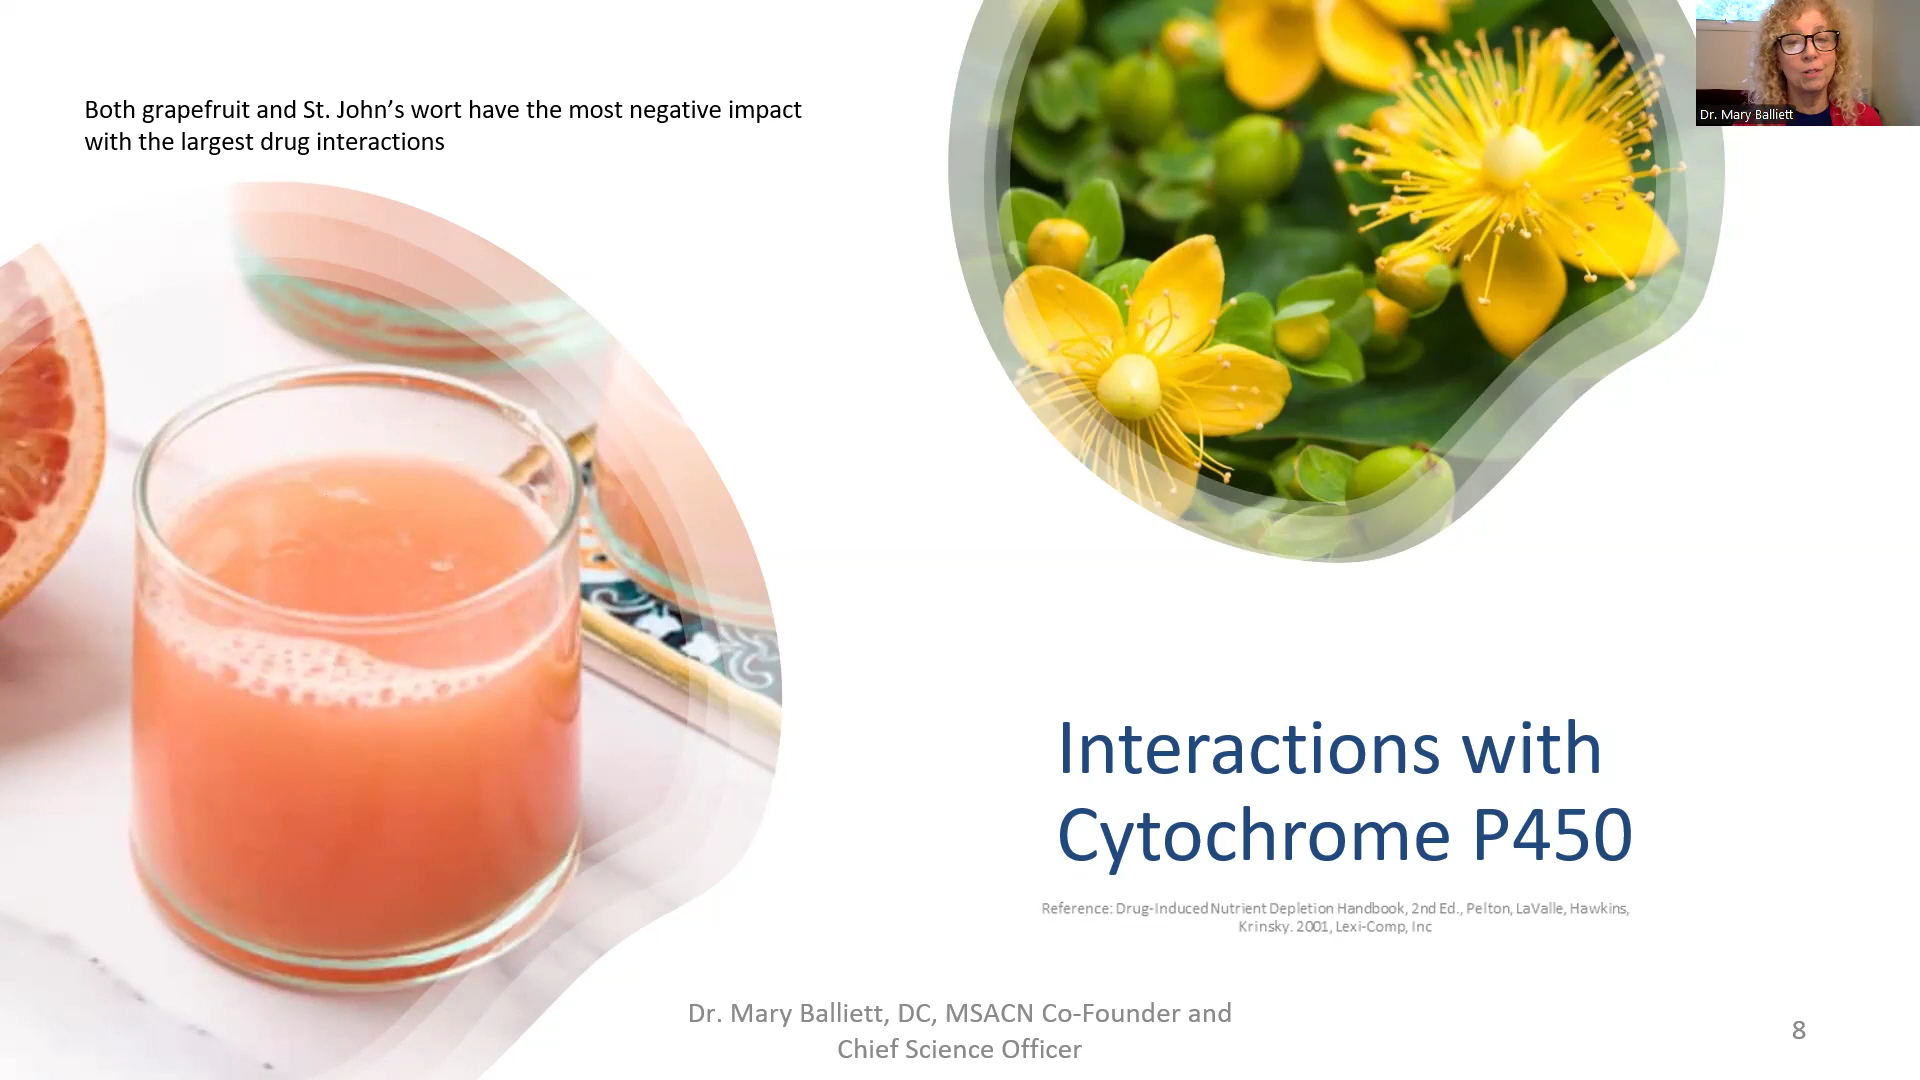 Both grapefruit and St. John’s wort have the most negative impact
with the largest drug interactions
Dr. Mary Balliett
Interactions with
Cytochrome P450
Reference: Drug-Induced Nutrient Depletion Handbook, 2nd Ed., Pelton, LaValle, Hawkins,
Krinsky. 2001, Lexi-Comp, Inc
Dr. Mary Balliett, DC, MSACN Co-Founder and
Chief Science Officer
8